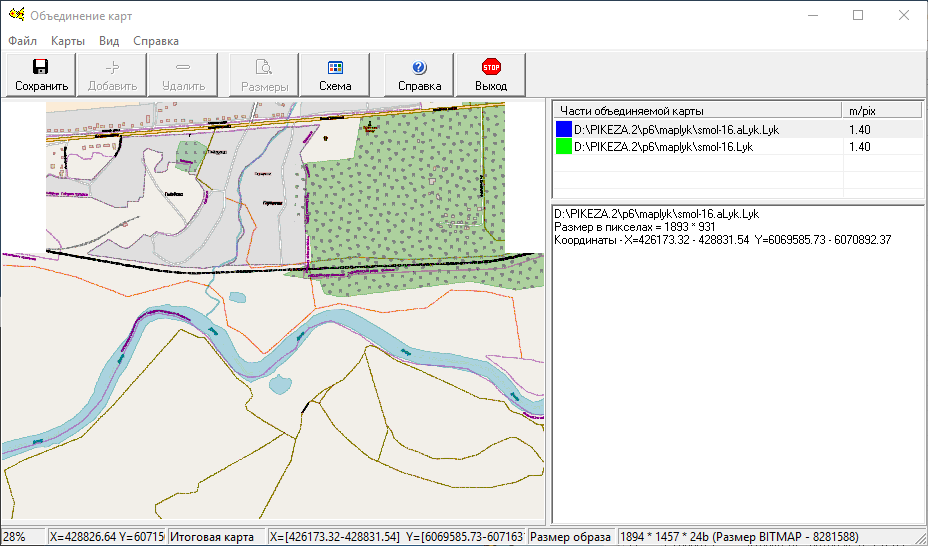 Объединение карт
Файл Карты Вид Справка
Сохранить Добавить Удалить Размеры Схема Справка STOP Выход
Части объединяемой карты m/pix
D:\PIKEZA.2\p6\maplyk\smol-16.aLyk.Lyk 1.40
D:\PIKEZA.2\p6\maplyk\smol-16.Lyk 1.40
D:\PIKEZA.2\p6\maplyk\smol-16.aLyk.Lyk
Размер в пикселах = 1893 * 931
Координаты - X=426173.32 - 428831.54 Y=6069585.73 - 6070892.37
28% X=428826.64 Y=60715 Итоговая карта X=[426173.32-428831.54] Y=[6069585.73-607163 Размер образа 1894 * 1457 * 24b (Размер BITMAP - 8281588)